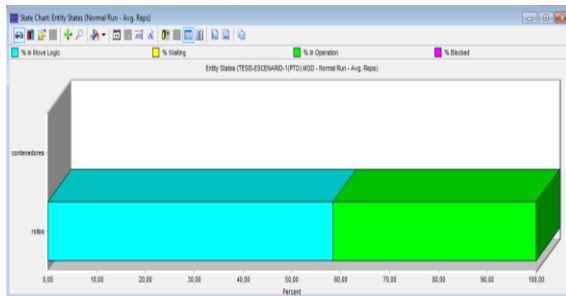 State Chart: Entity States (Normal Run - Avg. Reps)
% In Move Logic % Waiting % In Operation % Blocked
Entity States (TESIS-ESCENARIO-1(PTO).MOD - Normal Run - Avg. Reps)
contenedores
rollos
0,00 10,00 20,00 30,00 40,00 50,00 60,00 70,00 80,00 90,00 100,00
Percent